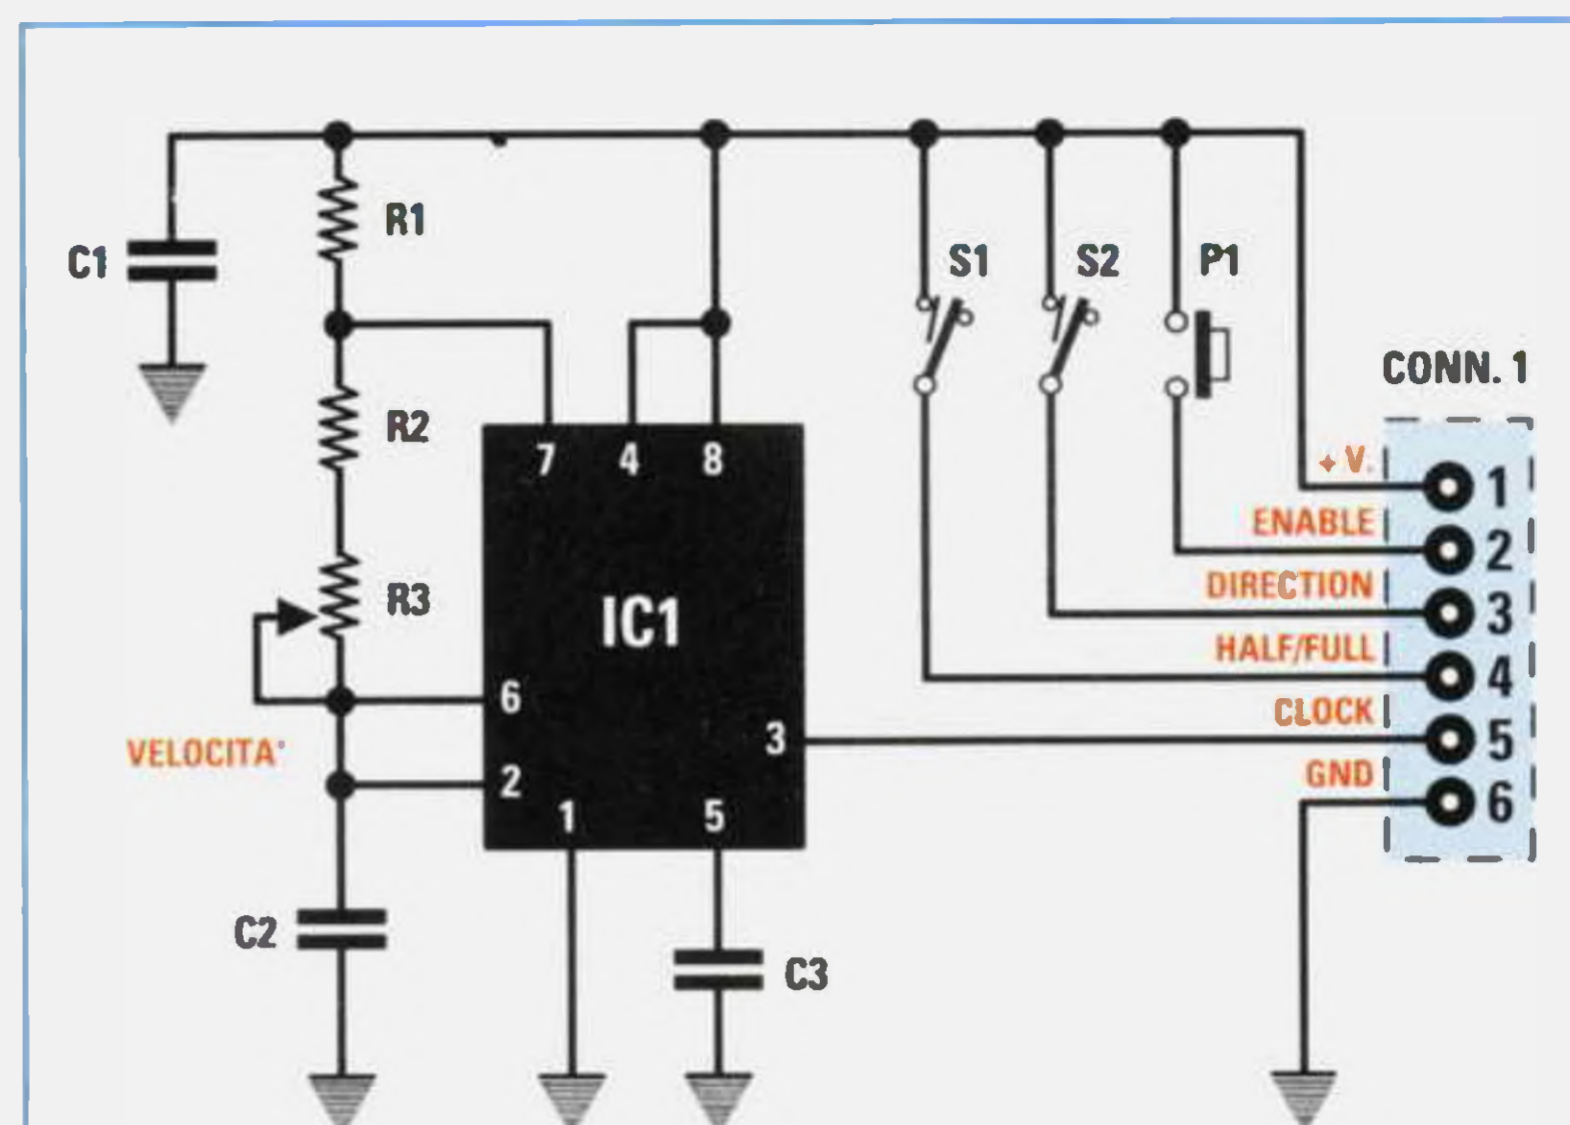 R1
C1
S1
S2
P1
CONN. 1
R2
7
4
8
+ V.
1
ENABLE
2
DIRECTION
3
R3
IC1
HALF/FULL
4
6
CLOCK
5
VELOCITA'
3
2
GND
6
1
5
C2
C3